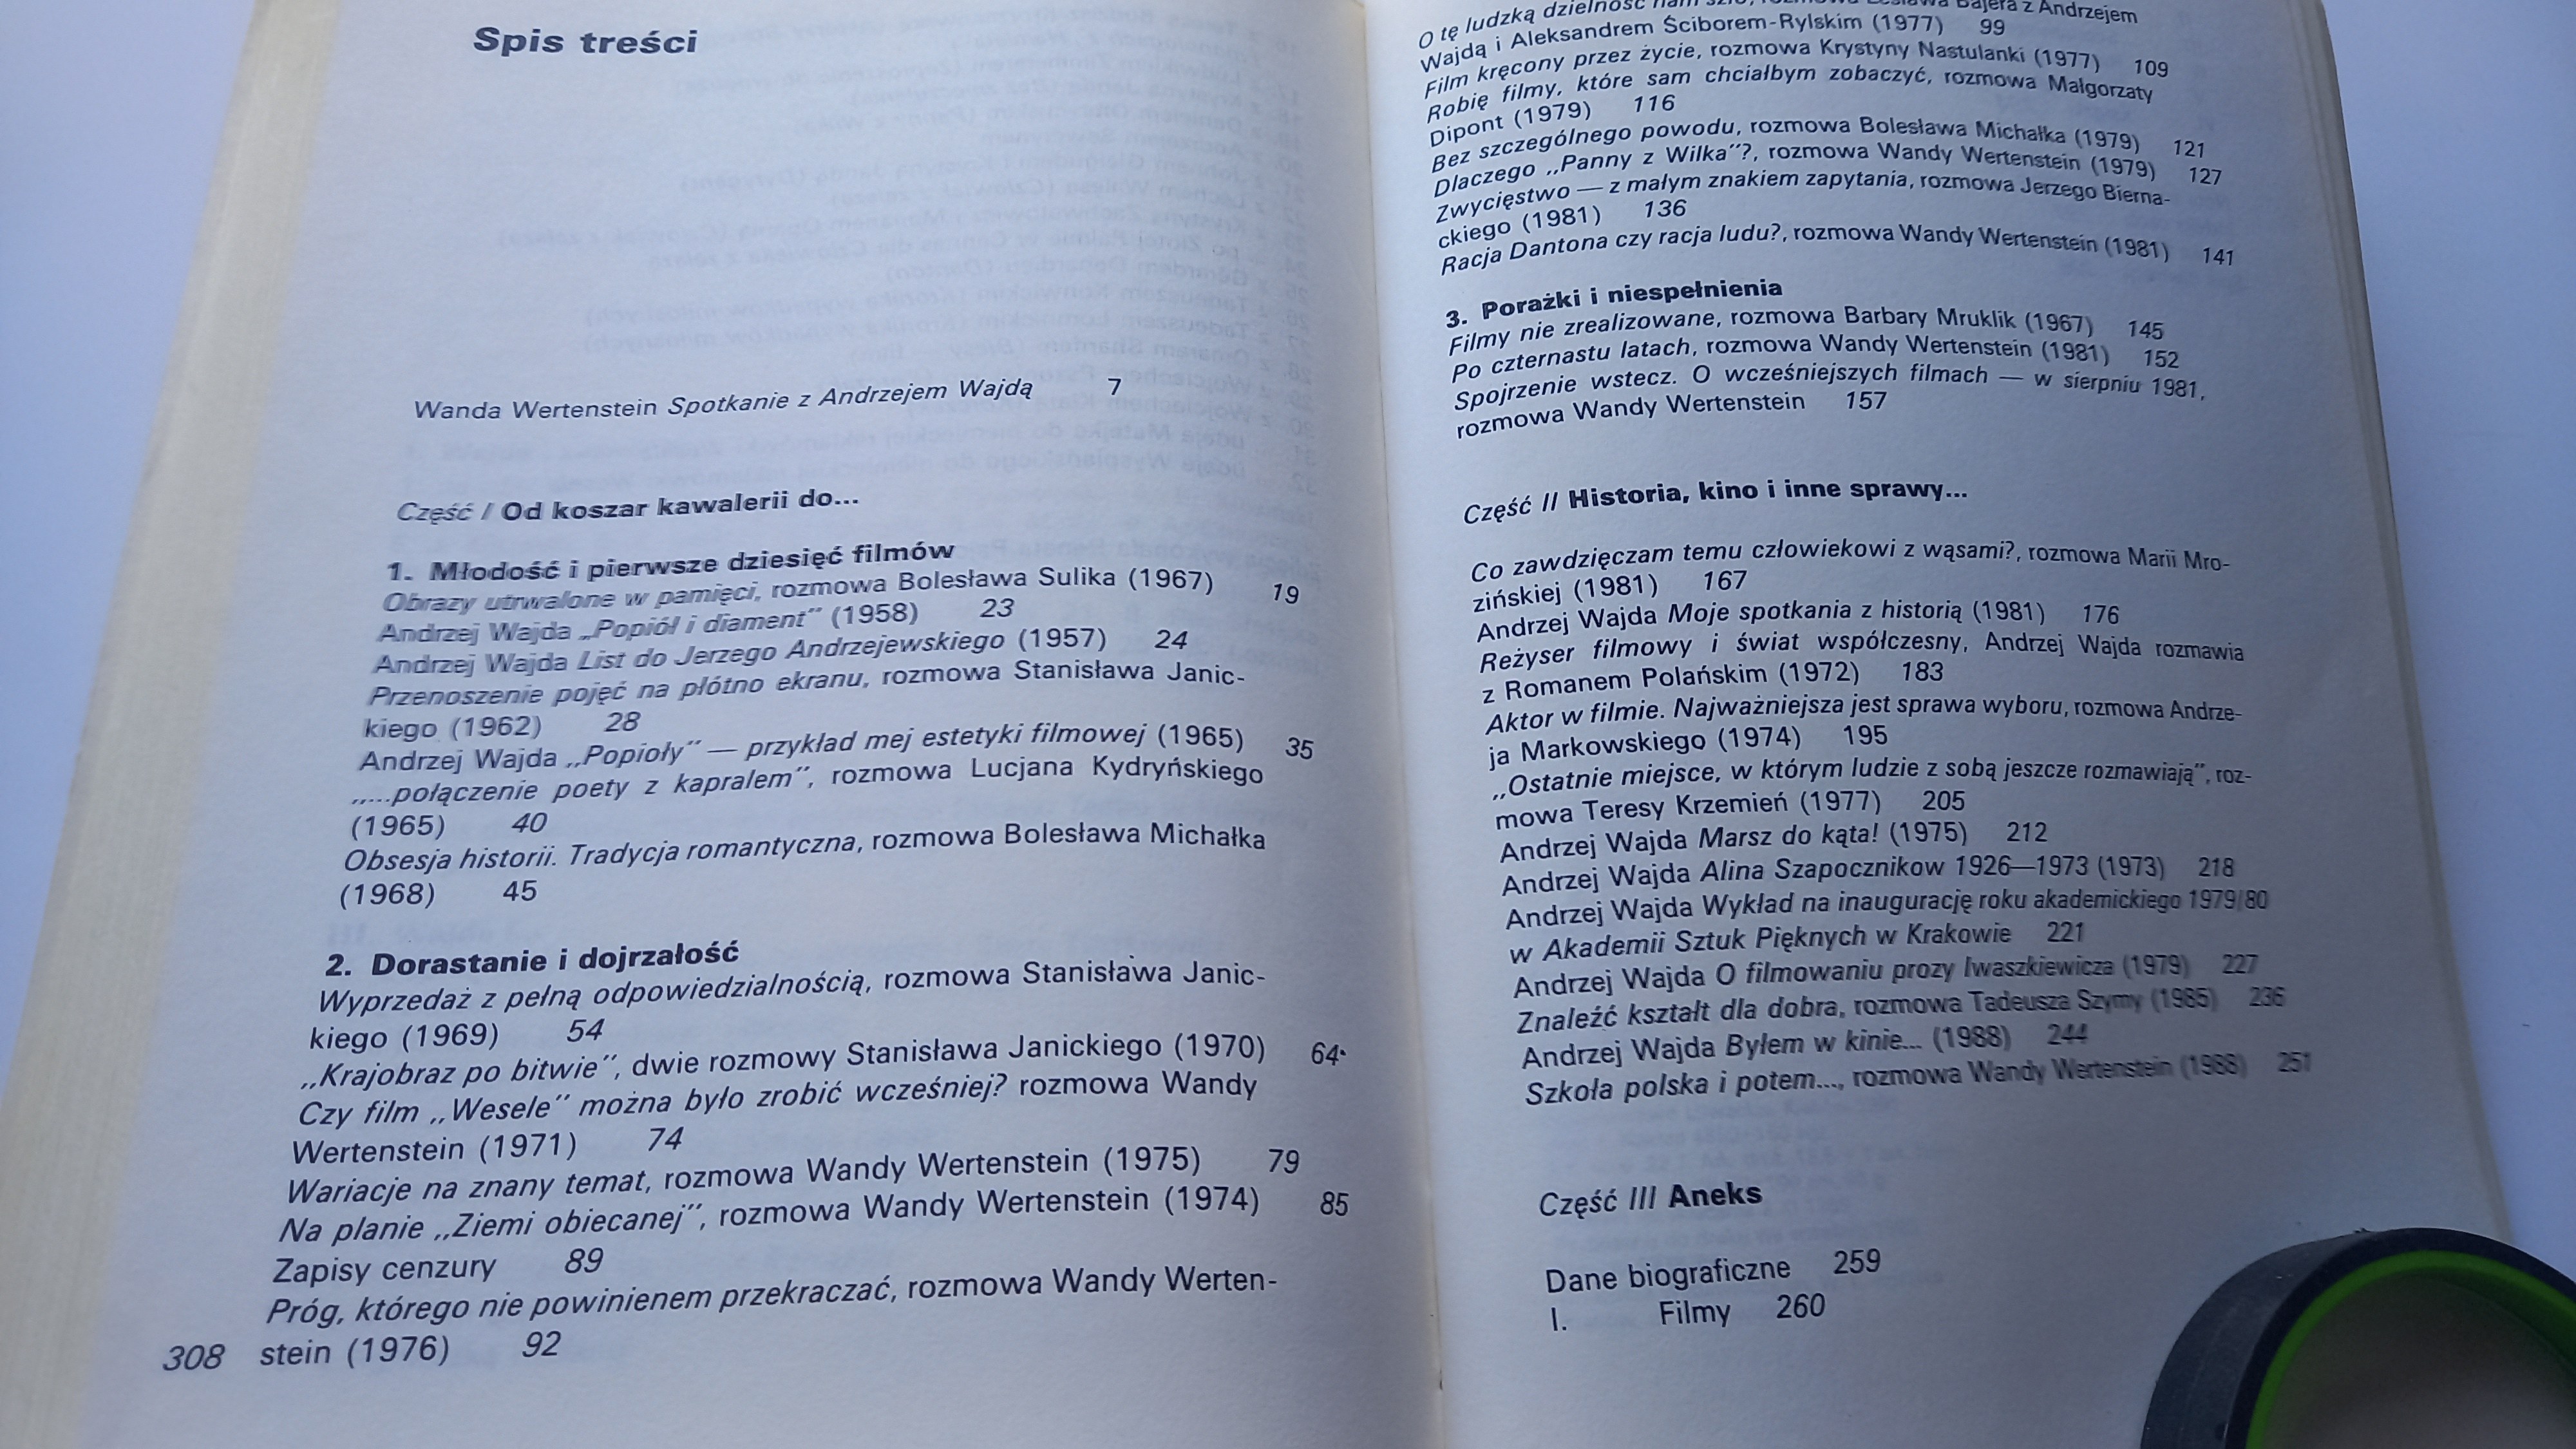 Spis treści
Wanda Wertenstein Spotkanie z Andrzejem Wajdą 7
Część I Od koszar kawalerii do...
1. Młodość i pierwsze dziesięć filmów
Obrazy utrwalone w pamięci, rozmowa Bolesława Sulika (1967) 19
Andrzej Wajda „Popiół i diament” (1958) 23
Andrzej Wajda List do Jerzego Andrzejewskiego (1957) 24
Przenoszenie pojęć na płótno ekranu, rozmowa Stanisława Janic-
kiego (1962) 28
Andrzej Wajda „Popioły” — przykład mej estetyki filmowej (1965) 35
„...połączenie poety z kapralem”, rozmowa Lucjana Kydryńskiego
(1965) 40
Obsesja historii. Tradycja romantyczna, rozmowa Bolesława Michałka
(1968) 45
2. Dorastanie i dojrzałość
Wyprzedaż z pełną odpowiedzialnością, rozmowa Stanisława Janic-
kiego (1969) 54
„Krajobraz po bitwie”, dwie rozmowy Stanisława Janickiego (1970) 64
Czy film „Wesele” można było zrobić wcześniej? rozmowa Wandy
Wertenstein (1971) 74
Wariacje na znany temat, rozmowa Wandy Wertenstein (1975) 79
Na planie „Ziemi obiecanej”, rozmowa Wandy Wertenstein (1974) 85
Zapisy cenzury 89
Próg, którego nie powinienem przekraczać, rozmowa Wandy Werten-
308 stein (1976) 92
O tę ludzką dzielność z Andrzejem
Wajdą i Aleksandrem Ściborem-Rylskim (1977) 99
Film kręcony przez życie, rozmowa Krystyny Nastulanki (1977) 109
Robię filmy, które sam chciałbym zobaczyć, rozmowa Małgorzaty
Dipont (1979) 116
Bez szczególnego powodu, rozmowa Bolesława Michałka (1979) 121
Dlaczego „Panny z Wilka”?, rozmowa Wandy Wertenstein (1979) 127
Zwycięstwo — z małym znakiem zapytania, rozmowa Jerzego Bierna-
ckiego (1981) 136
Racja Dantona czy racja ludu?, rozmowa Wandy Wertenstein (1981) 141
3. Porażki i niespełnienia
Filmy nie zrealizowane, rozmowa Barbary Mruklik (1967) 145
Po czternastu latach, rozmowa Wandy Wertenstein (1981) 152
Spojrzenie wstecz. O wcześniejszych filmach — w sierpniu 1981,
rozmowa Wandy Wertenstein 157
Część II Historia, kino i inne sprawy...
Co zawdzięczam temu człowiekowi z wąsami?, rozmowa Marii Mro-
zińskiej (1981) 167
Andrzej Wajda Moje spotkania z historią (1981) 176
Reżyser filmowy i świat współczesny, Andrzej Wajda rozmawia
z Romanem Polańskim (1972) 183
Aktor w filmie. Najważniejsza jest sprawa wyboru, rozmowa Andrze-
ja Markowskiego (1974) 195
„Ostatnie miejsce, w którym ludzie z sobą jeszcze rozmawiają”, roz-
mowa Teresy Krzemień (1977) 205
Andrzej Wajda Marsz do kąta! (1975) 212
Andrzej Wajda Alina Szapocznikow 1926—1973 (1973) 218
Andrzej Wajda Wykład na inaugurację roku akademickiego 1979/80
w Akademii Sztuk Pięknych w Krakowie 221
Andrzej Wajda O filmowaniu prozy Iwaszkiewicza (1979) 227
Znaleźć kształt dla dobra, rozmowa Tadeusza Szymy (1985) 236
Andrzej Wajda Byłem w kinie... (1988) 244
Szkoła polska i potem..., rozmowa Wandy Wertenstein (1988) 251
Część III Aneks
Dane biograficzne 259
I. Filmy 260